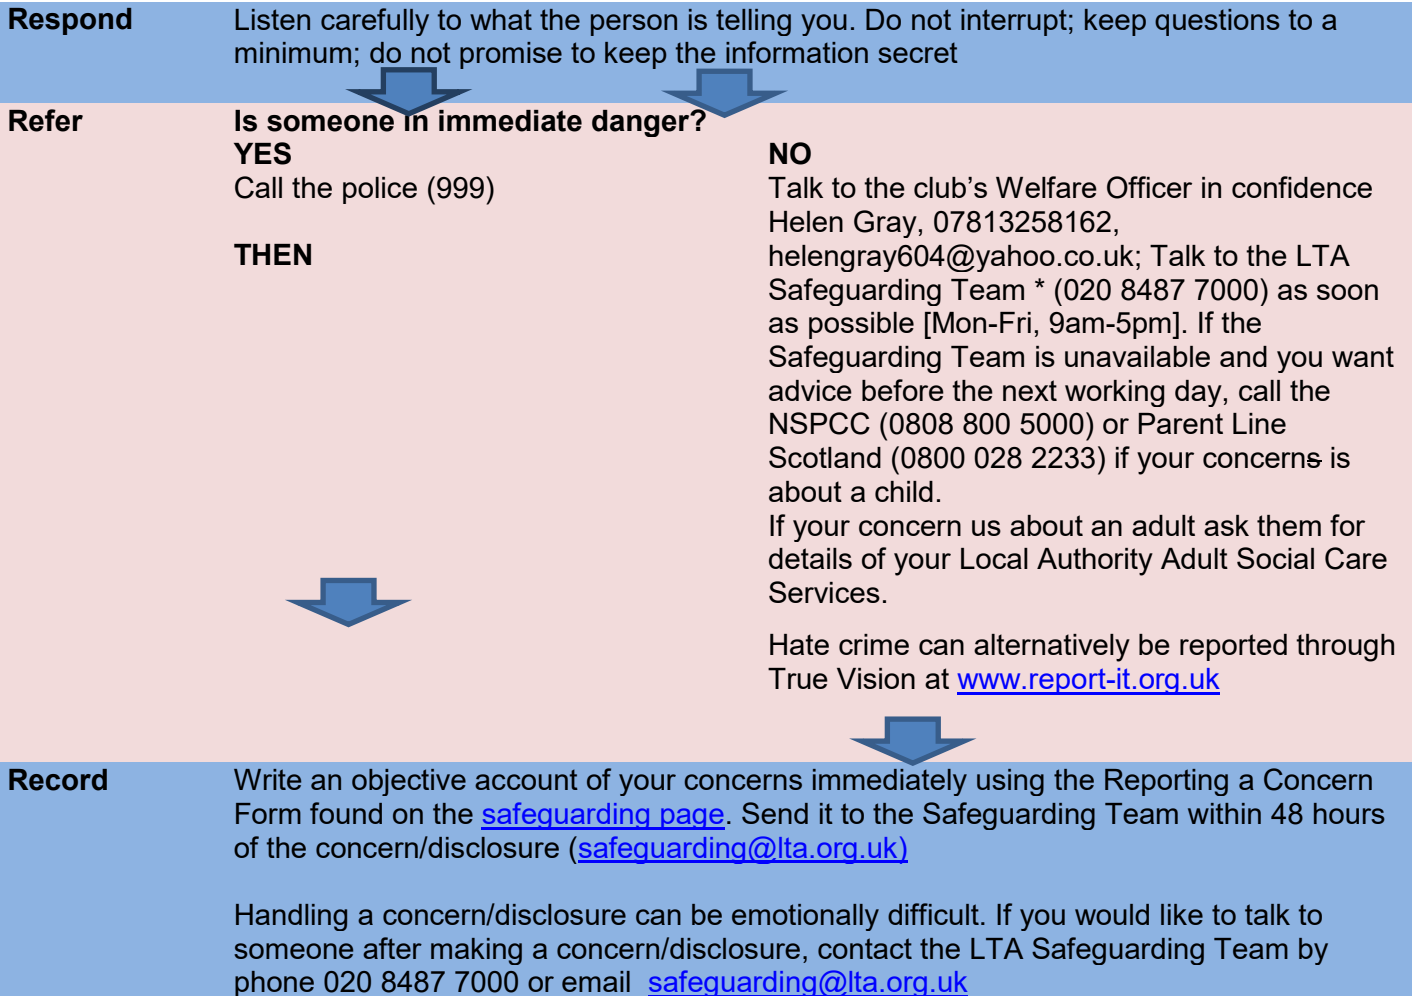 Respond
Listen carefully to what the person is telling you. Do not interrupt; keep questions to a
minimum; do not promise to keep the information secret
Refer
Is someone in immediate danger?
YES
Call the police (999)
THEN
NO
Talk to the club's Welfare Officer in confidence
Helen Gray, 07813258162,
helengray604@yahoo.co.uk; Talk to the LTA
Safeguarding Team * (020 8487 7000) as soon
as possible [Mon-Fri, 9am-5pm]. If the
Safeguarding Team is unavailable and you want
advice before the next working day, call the
NSPCC (0808 800 5000) or Parent Line
Scotland (0800 028 2233) if your concerns is
about a child.
If your concern us about an adult ask them for
details of your Local Authority Adult Social Care
Services.
Hate crime can alternatively be reported through
True Vision at www.report-it.org.uk
Record
Write an objective account of your concerns immediately using the Reporting a Concern
Form found on the safeguarding page. Send it to the Safeguarding Team within 48 hours
of the concern/disclosure (safeguarding@lta.org.uk)
Handling a concern/disclosure can be emotionally difficult. If you would like to talk to
someone after making a concern/disclosure, contact the LTA Safeguarding Team by
phone 020 8487 7000 or email safeguarding@lta.org.uk